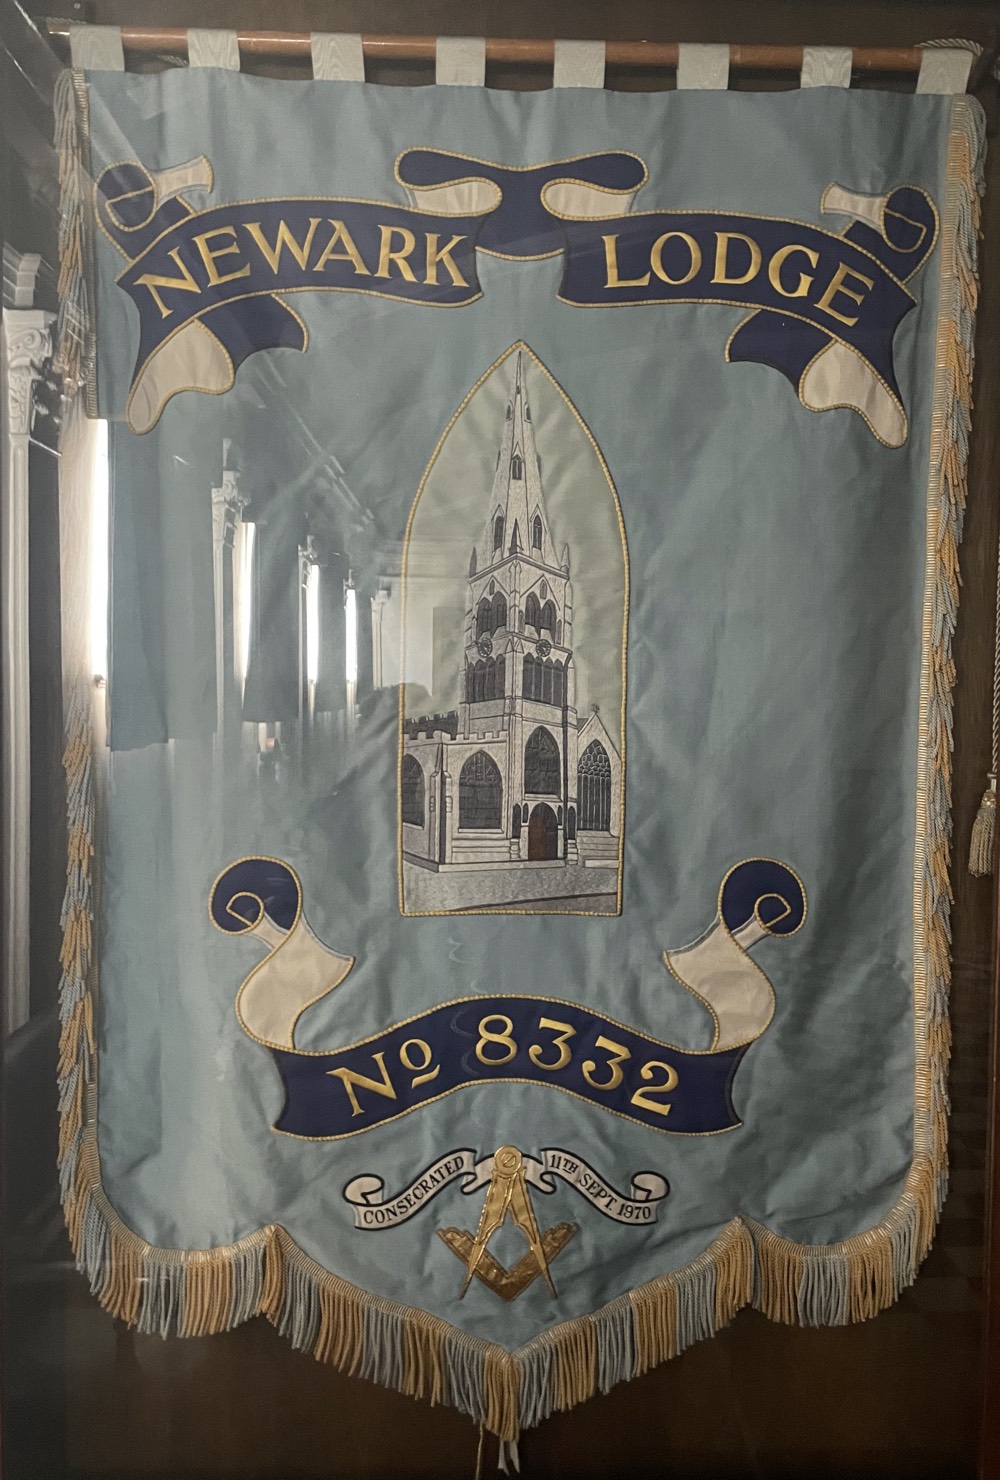 NEWARK LODGE
Nº 8332
CONSECRATED 11TH SEPT. 1970